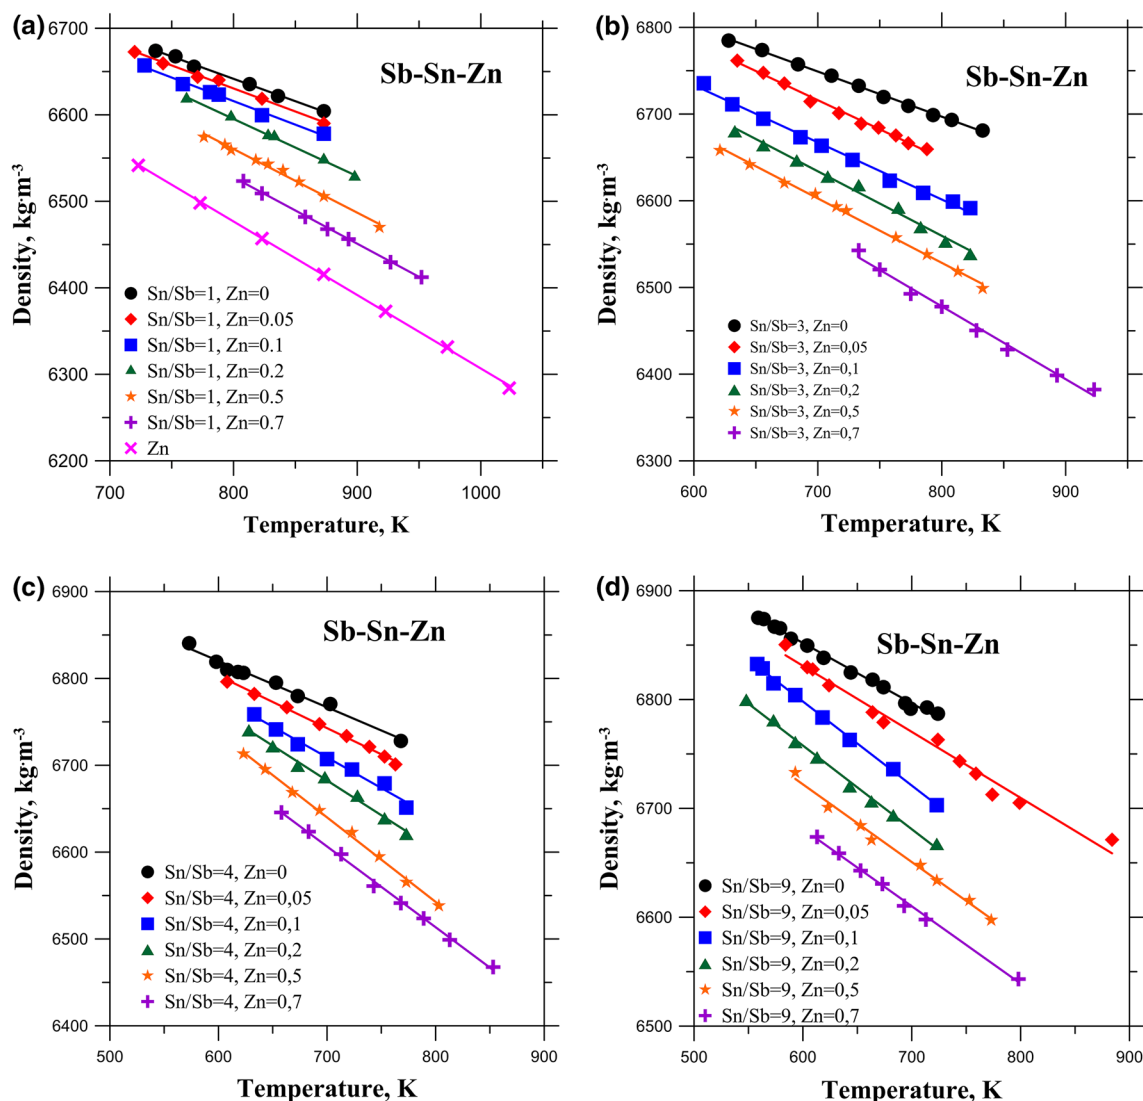 (a)
Sb-Sn-Zn
6700
6600
6500
6400
6300
6200
Density, kg·m⁻³
Sn/Sb=1, Zn=0
Sn/Sb=1, Zn=0.05
Sn/Sb=1, Zn=0.1
Sn/Sb=1, Zn=0.2
Sn/Sb=1, Zn=0.5
Sn/Sb=1, Zn=0.7
Zn
700 800 900 1000
Temperature, K
(b)
Sb-Sn-Zn
6800
6700
6600
6500
6400
6300
Density, kg·m⁻³
Sn/Sb=3, Zn=0
Sn/Sb=3, Zn=0,05
Sn/Sb=3, Zn=0,1
Sn/Sb=3, Zn=0,2
Sn/Sb=3, Zn=0,5
Sn/Sb=3, Zn=0,7
600 700 800 900
Temperature, K
(c)
Sb-Sn-Zn
6900
6800
6700
6600
6500
6400
Density, kg·m⁻³
Sn/Sb=4, Zn=0
Sn/Sb=4, Zn=0,05
Sn/Sb=4, Zn=0,1
Sn/Sb=4, Zn=0,2
Sn/Sb=4, Zn=0,5
Sn/Sb=4, Zn=0,7
500 600 700 800 900
Temperature, K
(d)
Sb-Sn-Zn
6900
6800
6700
6600
6500
Density, kg·m⁻³
Sn/Sb=9, Zn=0
Sn/Sb=9, Zn=0,05
Sn/Sb=9, Zn=0,1
Sn/Sb=9, Zn=0,2
Sn/Sb=9, Zn=0,5
Sn/Sb=9, Zn=0,7
500 600 700 800 900
Temperature, K